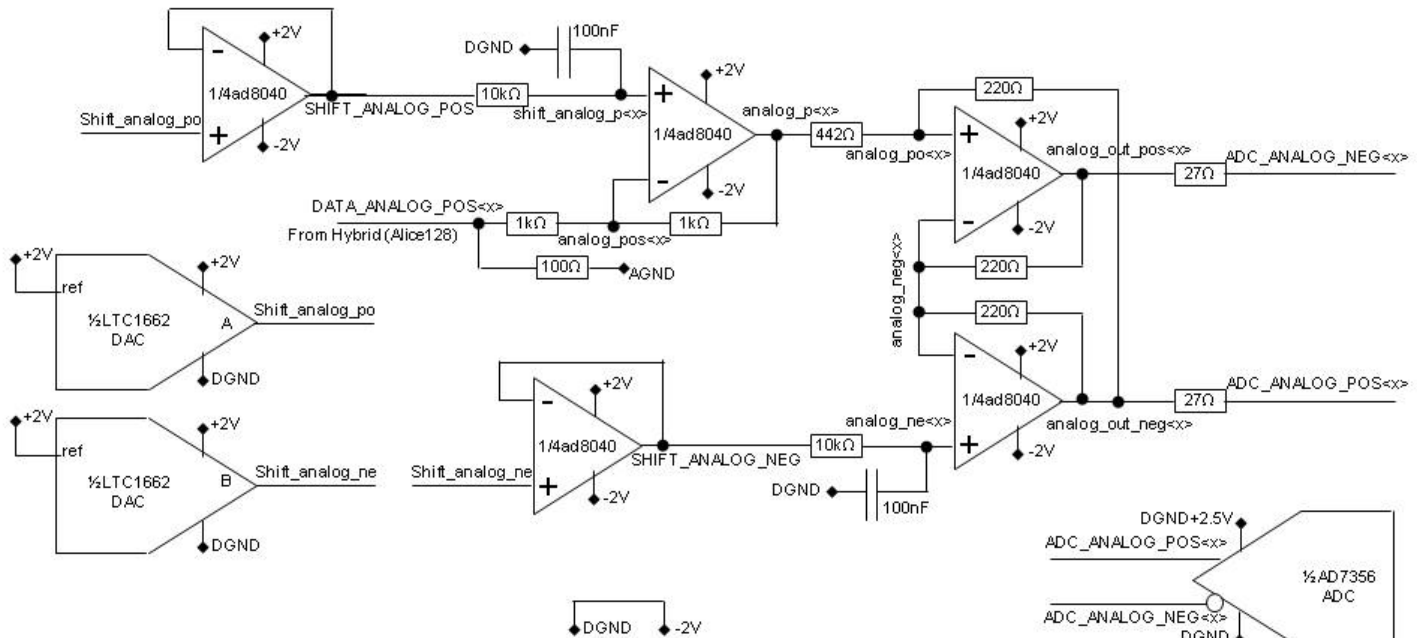 +2V
100nF
DGND
1/4ad8040
SHIFT_ANALOG_POS
10kΩ
shift_analog_p<x>
Shift_analog_po
-2V
+2V
1/4ad8040
-2V
analog_p<x>
442Ω
analog_po<x>
220Ω
+2V
1/4ad8040
-2V
analog_out_pos<x>
27Ω
ADC_ANALOG_NEG<x>
DATA_ANALOG_POS<x>
From Hybrid (Alice128)
1kΩ
analog_pos<x>
1kΩ
100Ω
AGND
analog_neg<x>
220Ω
220Ω
+2V
ref
+2V
½LTC1662
DAC
A
Shift_analog_po
DGND
+2V
ref
+2V
½LTC1662
DAC
B
Shift_analog_ne
DGND
Shift_analog_ne
+2V
1/4ad8040
-2V
SHIFT_ANALOG_NEG
10kΩ
analog_ne<x>
DGND
100nF
+2V
1/4ad8040
-2V
analog_out_neg<x>
27Ω
ADC_ANALOG_POS<x>
DGND+2.5V
ADC_ANALOG_POS<x>
½AD7356
ADC
ADC_ANALOG_NEG<x>
DGND
DGND
-2V